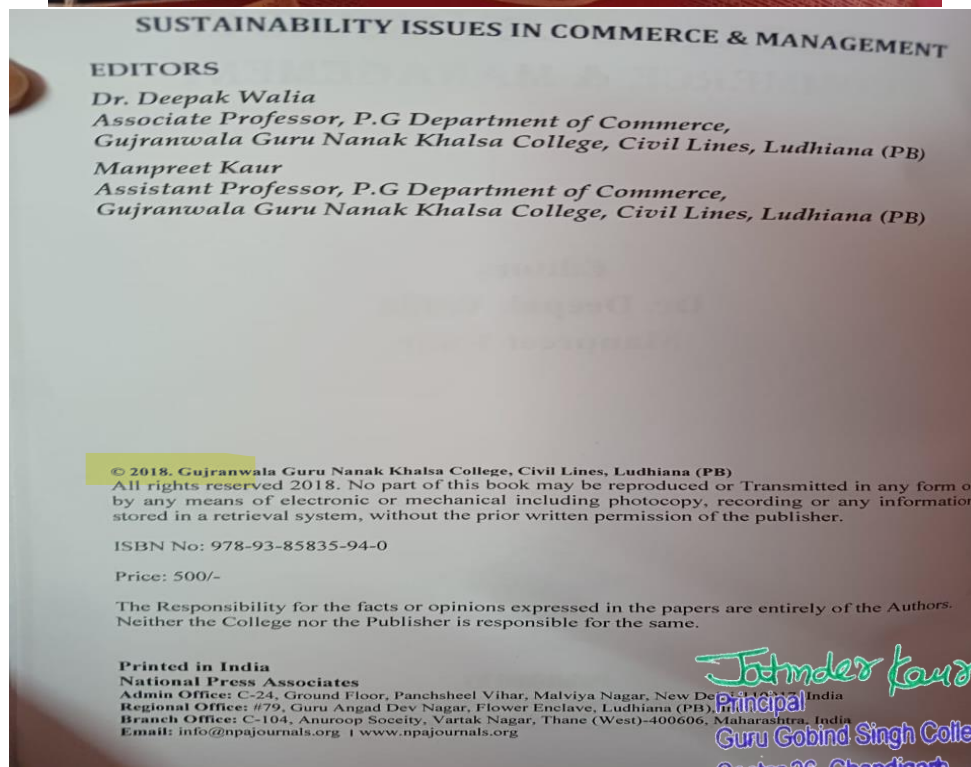 SUSTAINABILITY ISSUES IN COMMERCE & MANAGEMENT
EDITORS
Dr. Deepak Walia
Associate Professor, P.G Department of Commerce,
Gujranwala Guru Nanak Khalsa College, Civil Lines, Ludhiana (PB)
Manpreet Kaur
Assistant Professor, P.G Department of Commerce,
Gujranwala Guru Nanak Khalsa College, Civil Lines, Ludhiana (PB)
© 2018. Gujranwala Guru Nanak Khalsa College, Civil Lines, Ludhiana (PB)
All rights reserved 2018. No part of this book may be reproduced or Transmitted in any form
by any means of electronic or mechanical including photocopy, recording or any information
stored in a retrieval system, without the prior written permission of the publisher.
ISBN No: 978-93-85835-94-0
Price: 500/-
The Responsibility for the facts or opinions expressed in the papers are entirely of the Authors.
Neither the College nor the Publisher is responsible for the same.
Printed in India
National Press Associates
Admin Office: C-24, Ground Floor, Panchsheel Vihar, Malviya Nagar, New India
Regional Office: #79, Guru Angad Dev Nagar, Flower Enclave, Ludhiana (PB),
Branch Office: C-104, Anuroop Soceity, Vartak Nagar, Thane (West)-400606, Maharashtra, India
Email: info@npajournals.org | www.npajournals.org
Jatinder Kaur
Principal
Guru Gobind Singh Colle